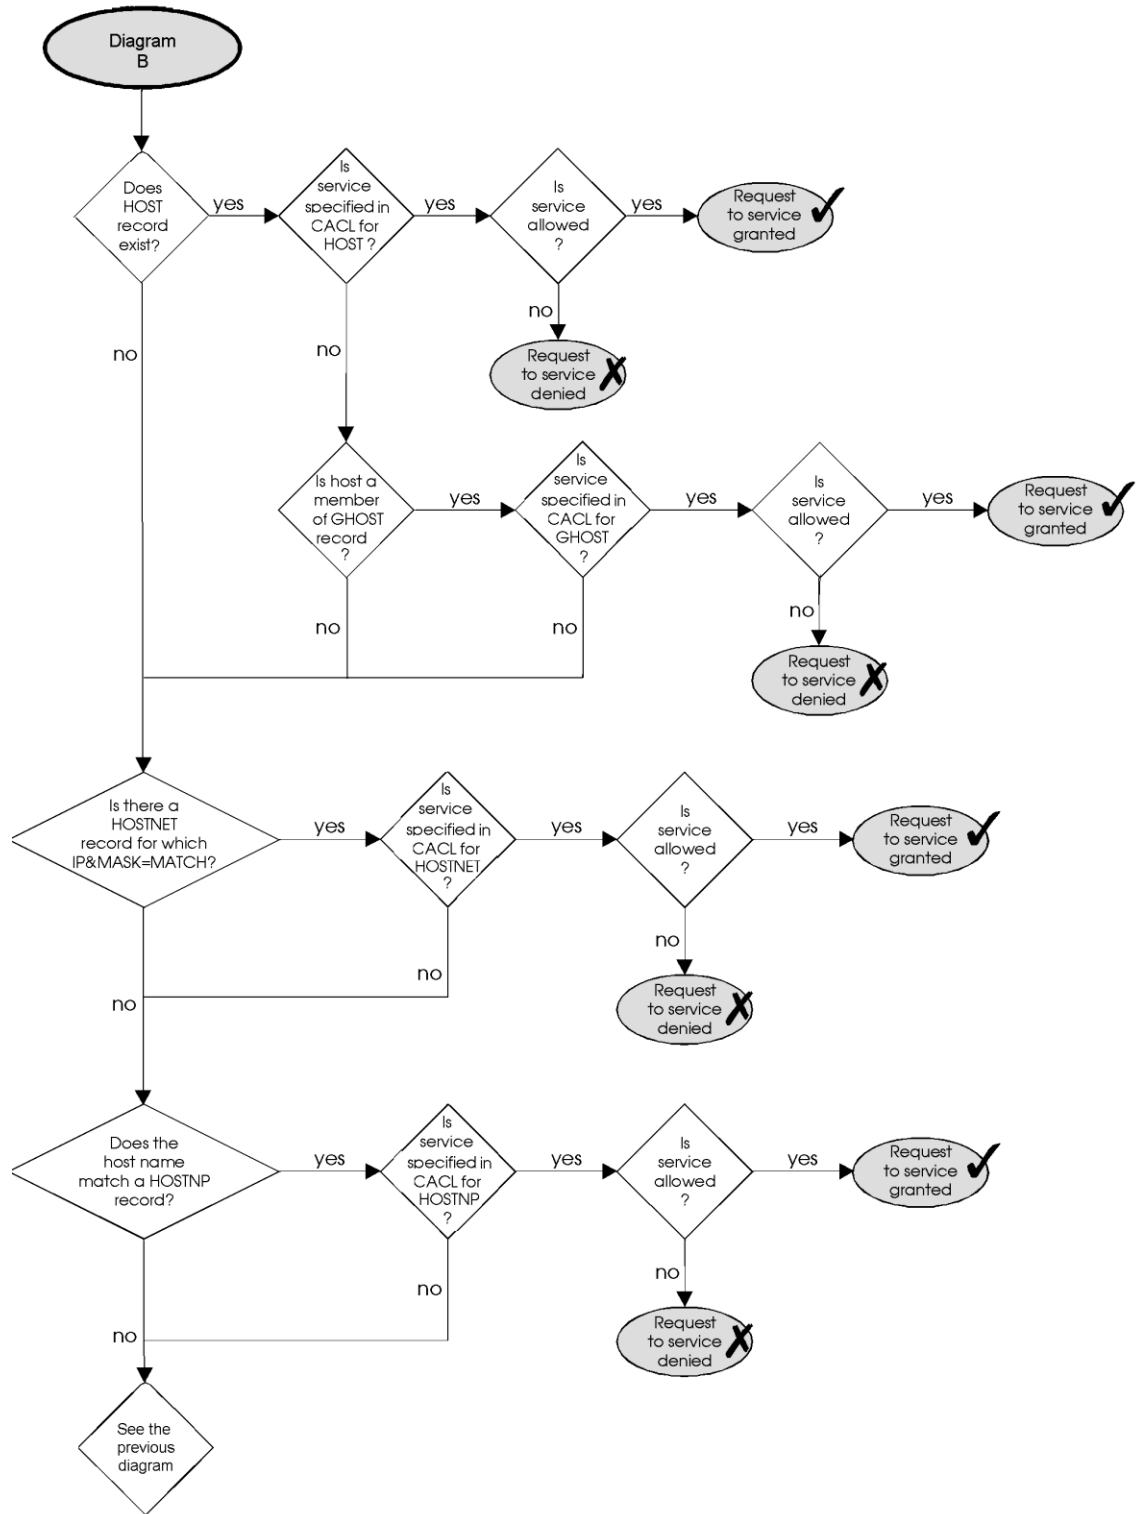 Diagram
B
Does
HOST
record
exist?
yes
Is
service
specified in
CACL for
HOST ?
yes
Is
service
allowed
?
yes
Request
to service
granted
no
no
no
Request
to service
denied
Is host a
member
of GHOST
record
?
yes
Is
service
specified in
CACL for
GHOST
?
yes
Is
service
allowed
?
yes
Request
to service
granted
no
no
no
Request
to service
denied
Is there a
HOSTNET
record for which
IP&MASK=MATCH?
yes
Is
service
specified in
CACL for
HOSTNET
?
yes
Is
service
allowed
?
yes
Request
to service
granted
no
no
no
Request
to service
denied
Does the
host name
match a HOSTNP
record?
yes
Is
service
specified in
CACL for
HOSTNP
?
yes
Is
service
allowed
?
yes
Request
to service
granted
no
no
no
Request
to service
denied
See the
previous
diagram